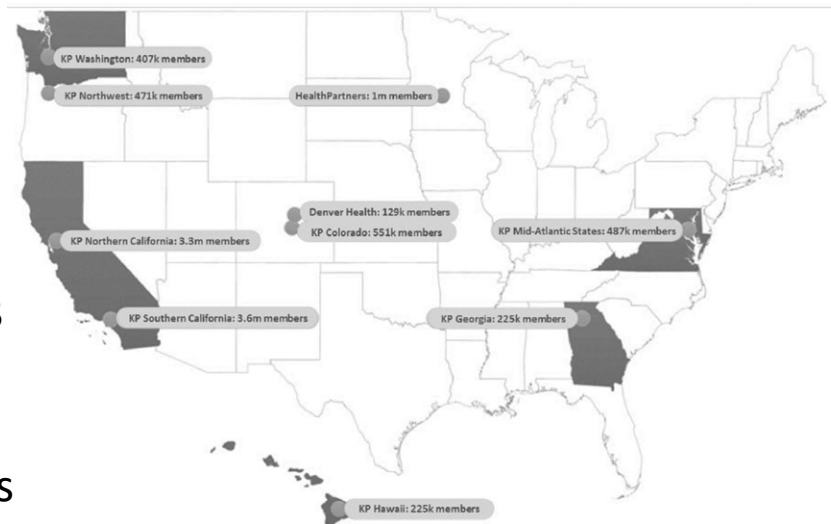 KP Washington: 407k members
KP Northwest: 471k members
HealthPartners: 1m members
Denver Health: 129k members
KP Colorado: 551k members
KP Mid-Atlantic States: 487k members
KP Northern California: 3.3m members
KP Southern California: 3.6m members
KP Georgia: 225k members
s
s
KP Hawaii: 225k members